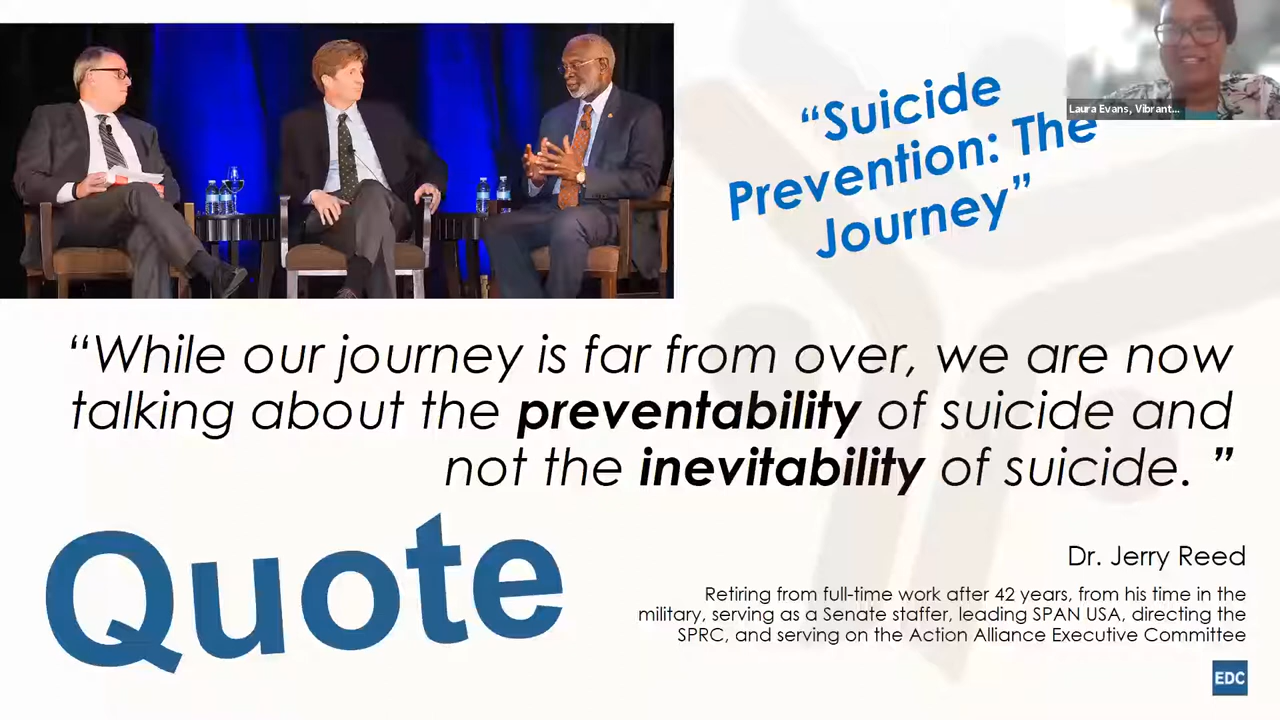 Laura Evans, Vibrant...
“Suicide
Prevention: The
Journey”
“While our journey is far from over, we are now
talking about the preventability of suicide and
not the inevitability of suicide. ”
Quote
Dr. Jerry Reed
Retiring from full-time work after 42 years, from his time in the
military, serving as a Senate staffer, leading SPAN USA, directing the
SPRC, and serving on the Action Alliance Executive Committee
EDC